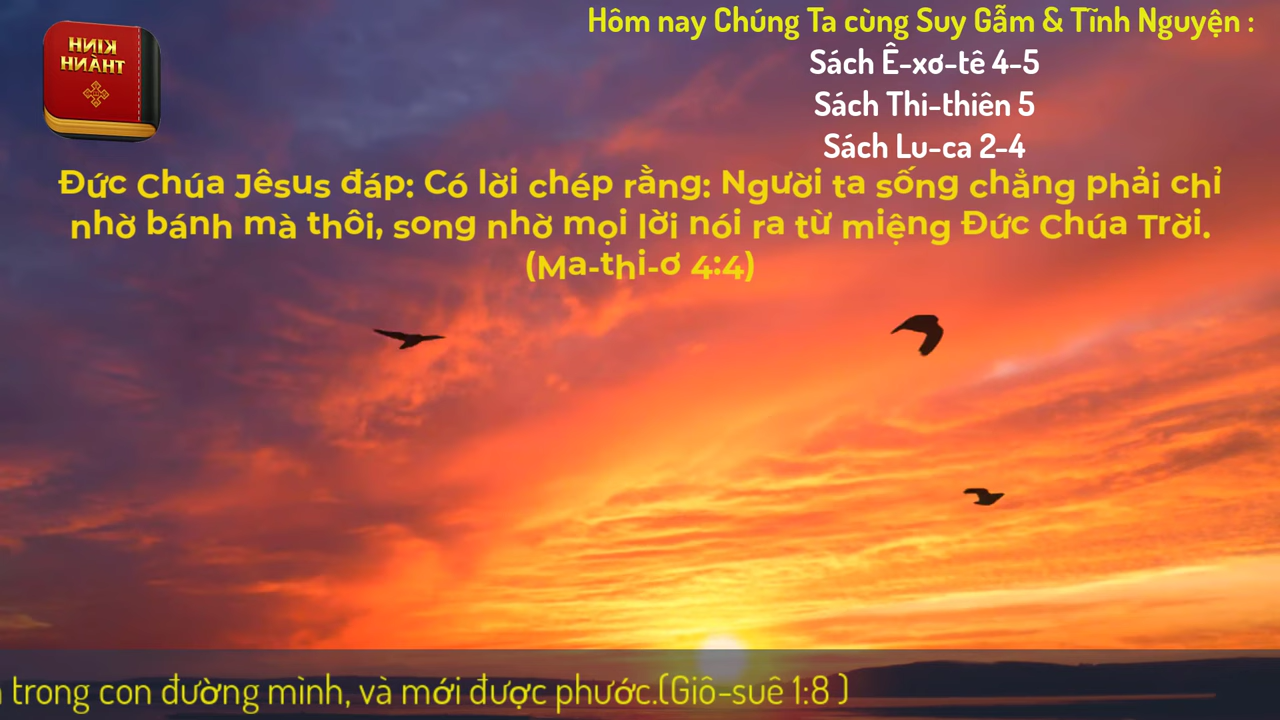 KINH
THÁNH
Hôm nay Chúng Ta cùng Suy Gẫm & Tĩnh Nguyện :
Sách Ê-xơ-tê 4-5
Sách Thi-thiên 5
Sách Lu-ca 2-4
Đức Chúa Jêsus đáp: Có lời chép rằng: Người ta sống chẳng phải chỉ
nhờ bánh mà thôi, song nhờ mọi lời nói ra từ miệng Đức Chúa Trời.
(Ma-thi-ơ 4:4)
trong con đường mình, và mới được phước.(Giô-suê 1:8 )